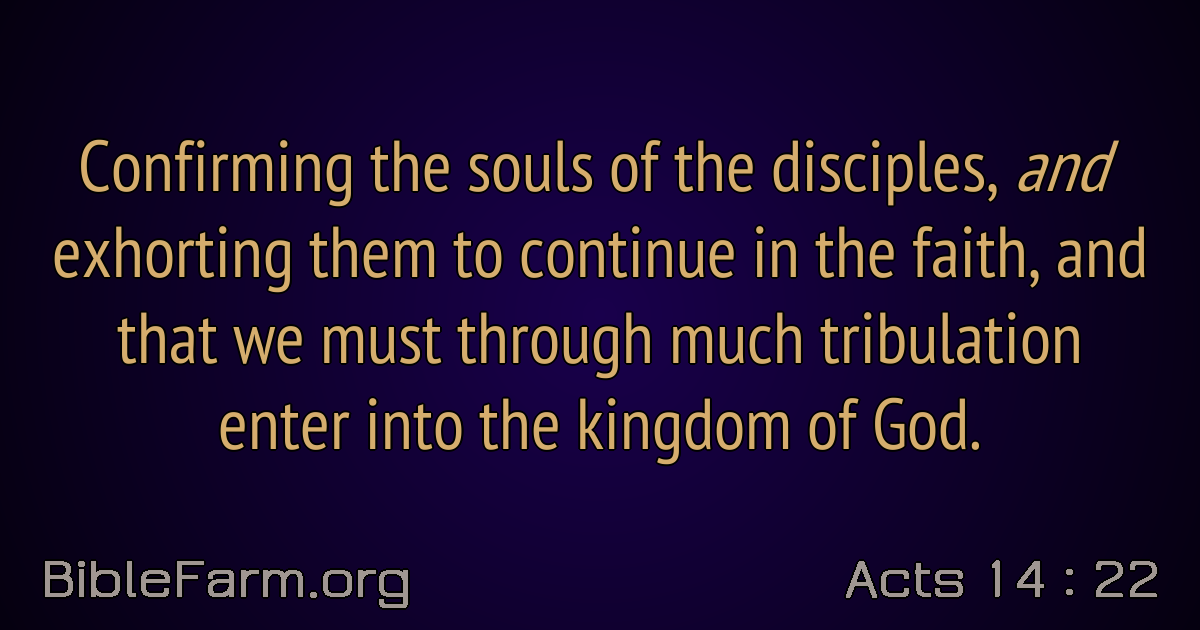 Confirming the souls of the disciples, and
exhorting them to continue in the faith, and
that we must through much tribulation
enter into the kingdom of God.
BibleFarm.org
Acts 14 : 22